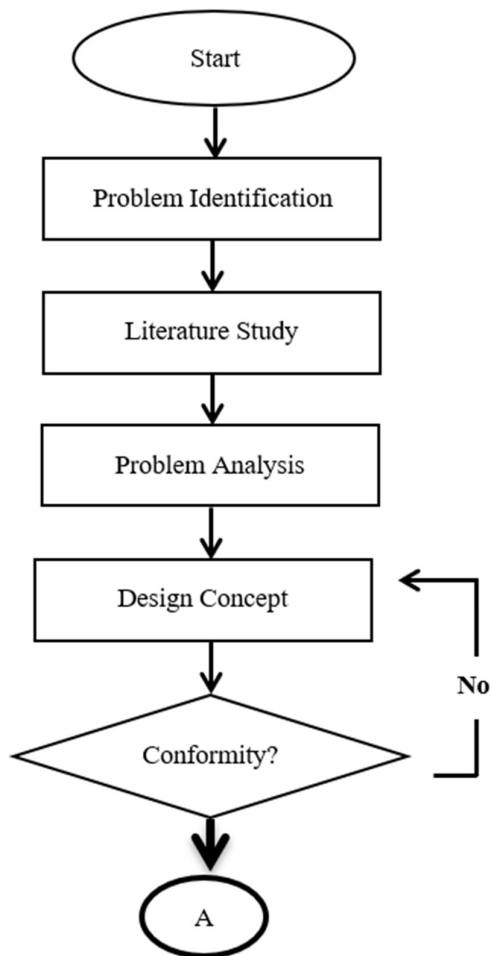 Start
Problem Identification
Literature Study
Problem Analysis
Design Concept
No
Conformity?
A